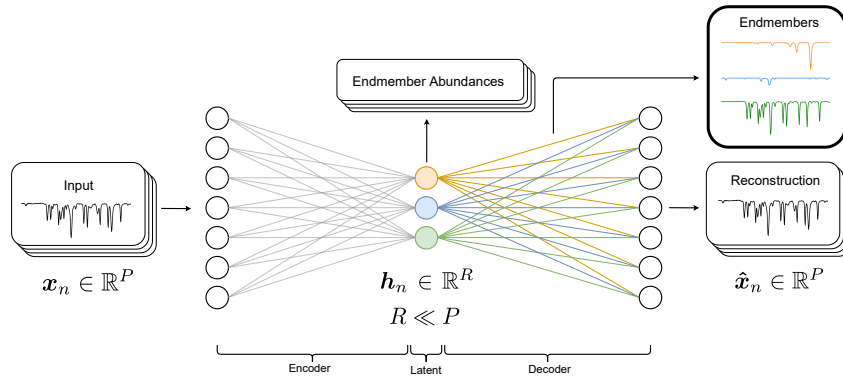 Endmembers
Endmember Abundances
Input
Reconstruction
𝒙ₙ ∈ ℝᴾ
𝒉ₙ ∈ ℝᴿ
R ≪ P
𝒙̂ₙ ∈ ℝᴾ
Encoder
Latent
Decoder